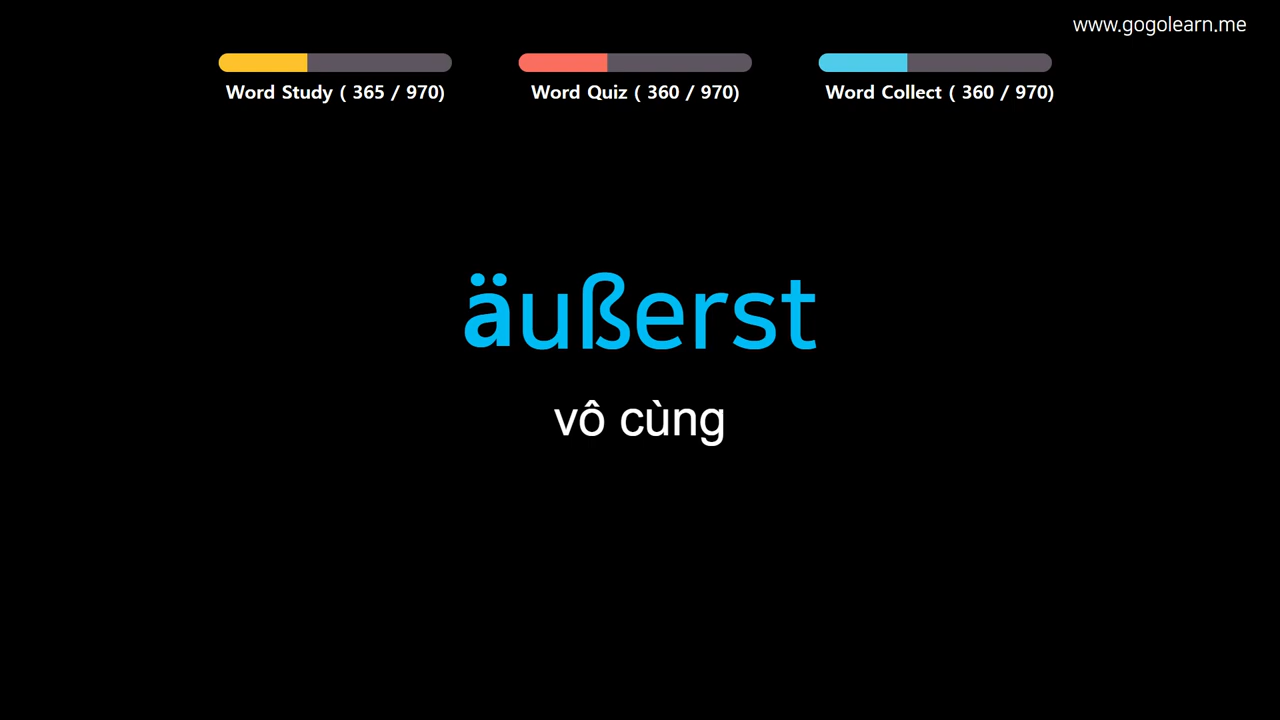 www.gogolearn.me
Word Study ( 365 / 970)
Word Quiz ( 360 / 970)
Word Collect ( 360 / 970)
äußerst
vô cùng